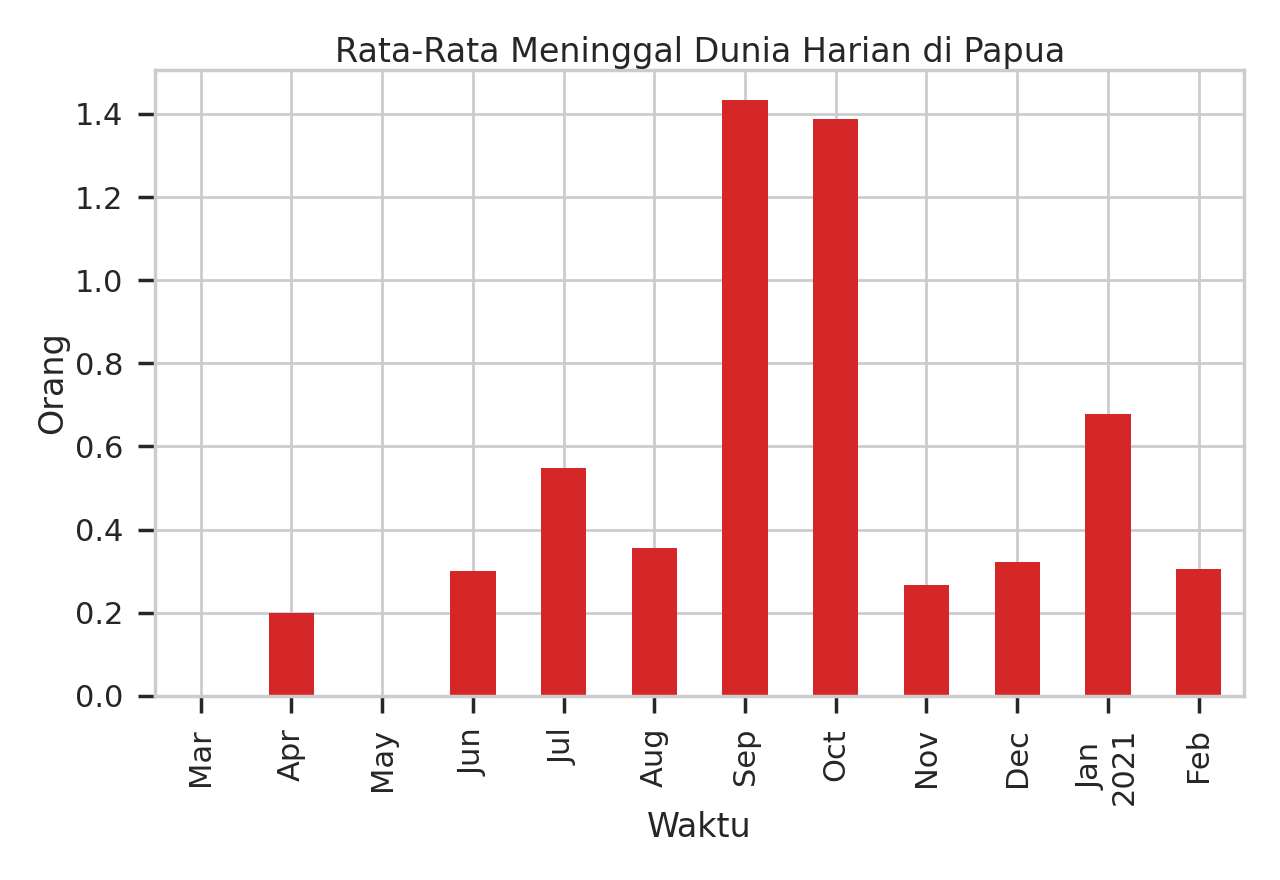 Rata-Rata Meninggal Dunia Harian di Papua
1.4
1.2
1.0
0.8
0.6
0.4
0.2
0.0
Orang
Mar
Apr
May
Jun
Jul
Aug
Sep
Oct
Nov
Dec
Jan
2021
Feb
Waktu